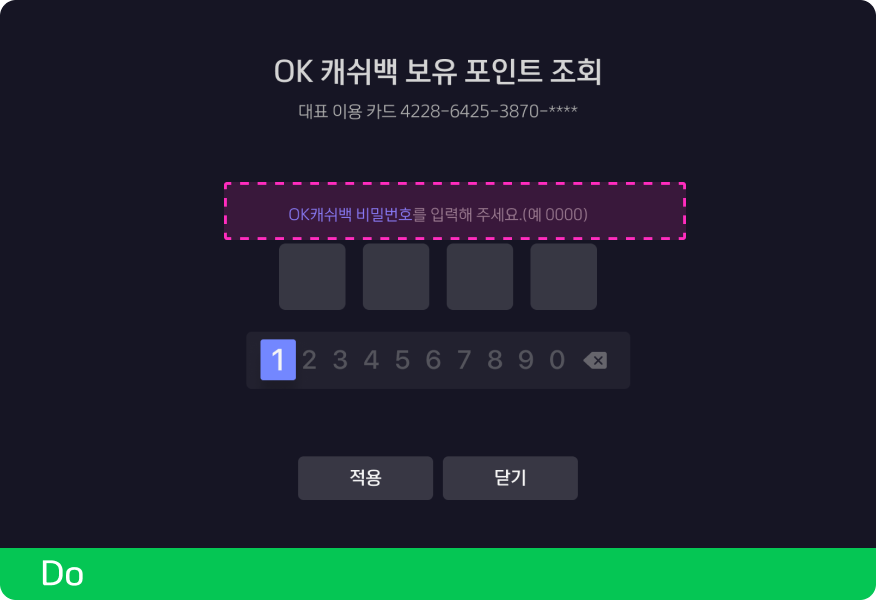 OK 캐쉬백 보유 포인트 조회
대표 이용 카드 4228-6425-3870-****
OK캐쉬백 비밀번호를 입력해 주세요.(예 0000)
1 2 3 4 5 6 7 8 9 0
적용 닫기
Do